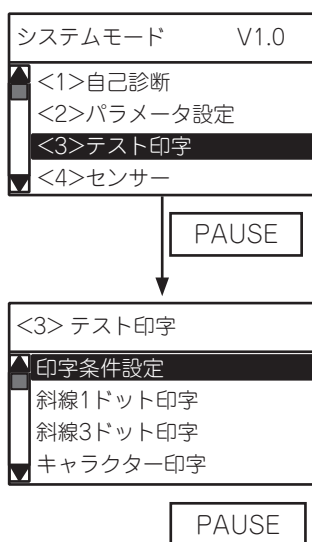 システムモード V1.0
<1>自己診断
<2>パラメータ設定
<3>テスト印字
<4>センサー
PAUSE
<3> テスト印字
印字条件設定
斜線1ドット印字
斜線3ドット印字
キャラクター印字
PAUSE